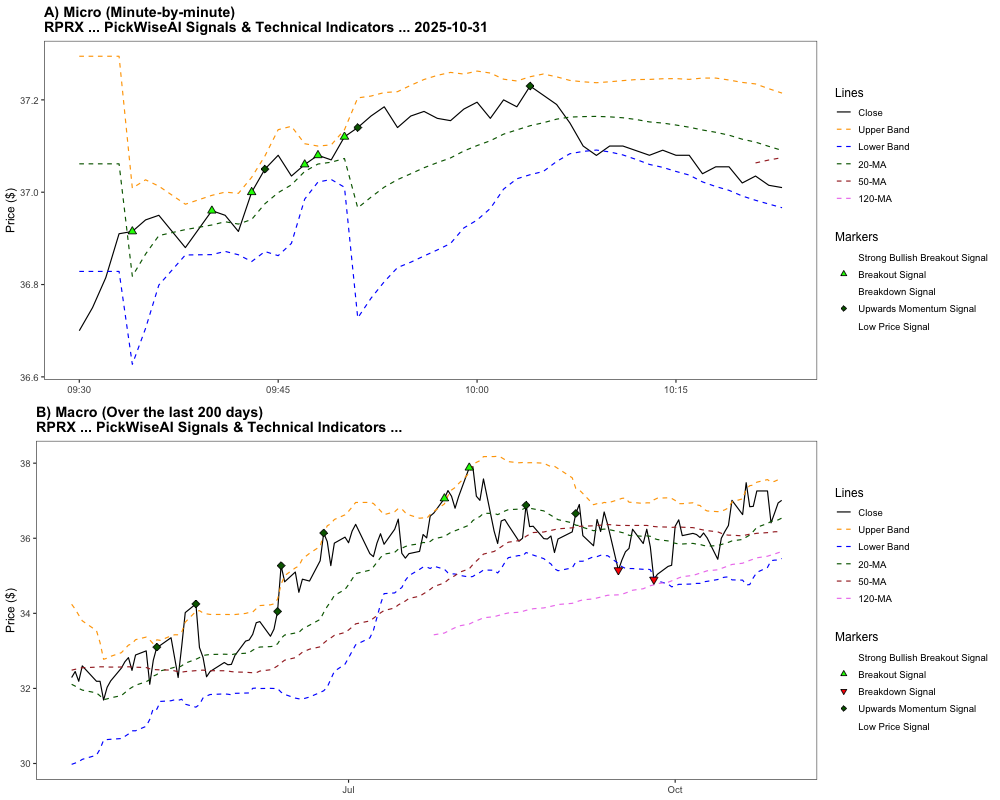 A) Micro (Minute-by-minute)
RPRX ... PickWiseAI Signals & Technical Indicators ... 2025-10-31
Price ($)
37.2
37.0
36.8
36.6
09:30
09:45
10:00
10:15
Lines
Close
Upper Band
Lower Band
20-MA
50-MA
120-MA
Markers
Strong Bullish Breakout Signal
Breakout Signal
Breakdown Signal
Upwards Momentum Signal
Low Price Signal
B) Macro (Over the last 200 days)
RPRX ... PickWiseAI Signals & Technical Indicators ...
Price ($)
38
36
34
32
30
Jul
Oct
Lines
Close
Upper Band
Lower Band
20-MA
50-MA
120-MA
Markers
Strong Bullish Breakout Signal
Breakout Signal
Breakdown Signal
Upwards Momentum Signal
Low Price Signal